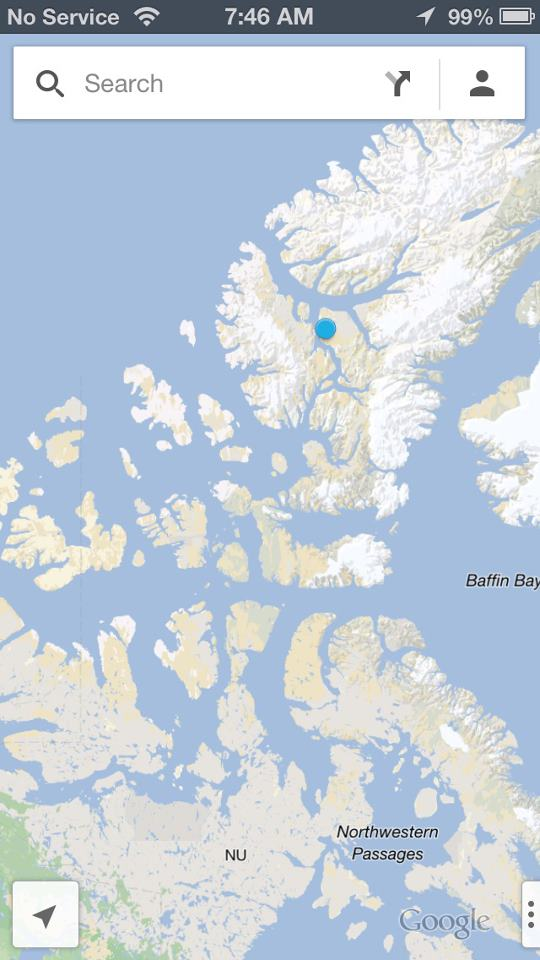 No Service 7:46 AM 99%
Search
Baffin Bay
Northwestern
Passages
NU
Google